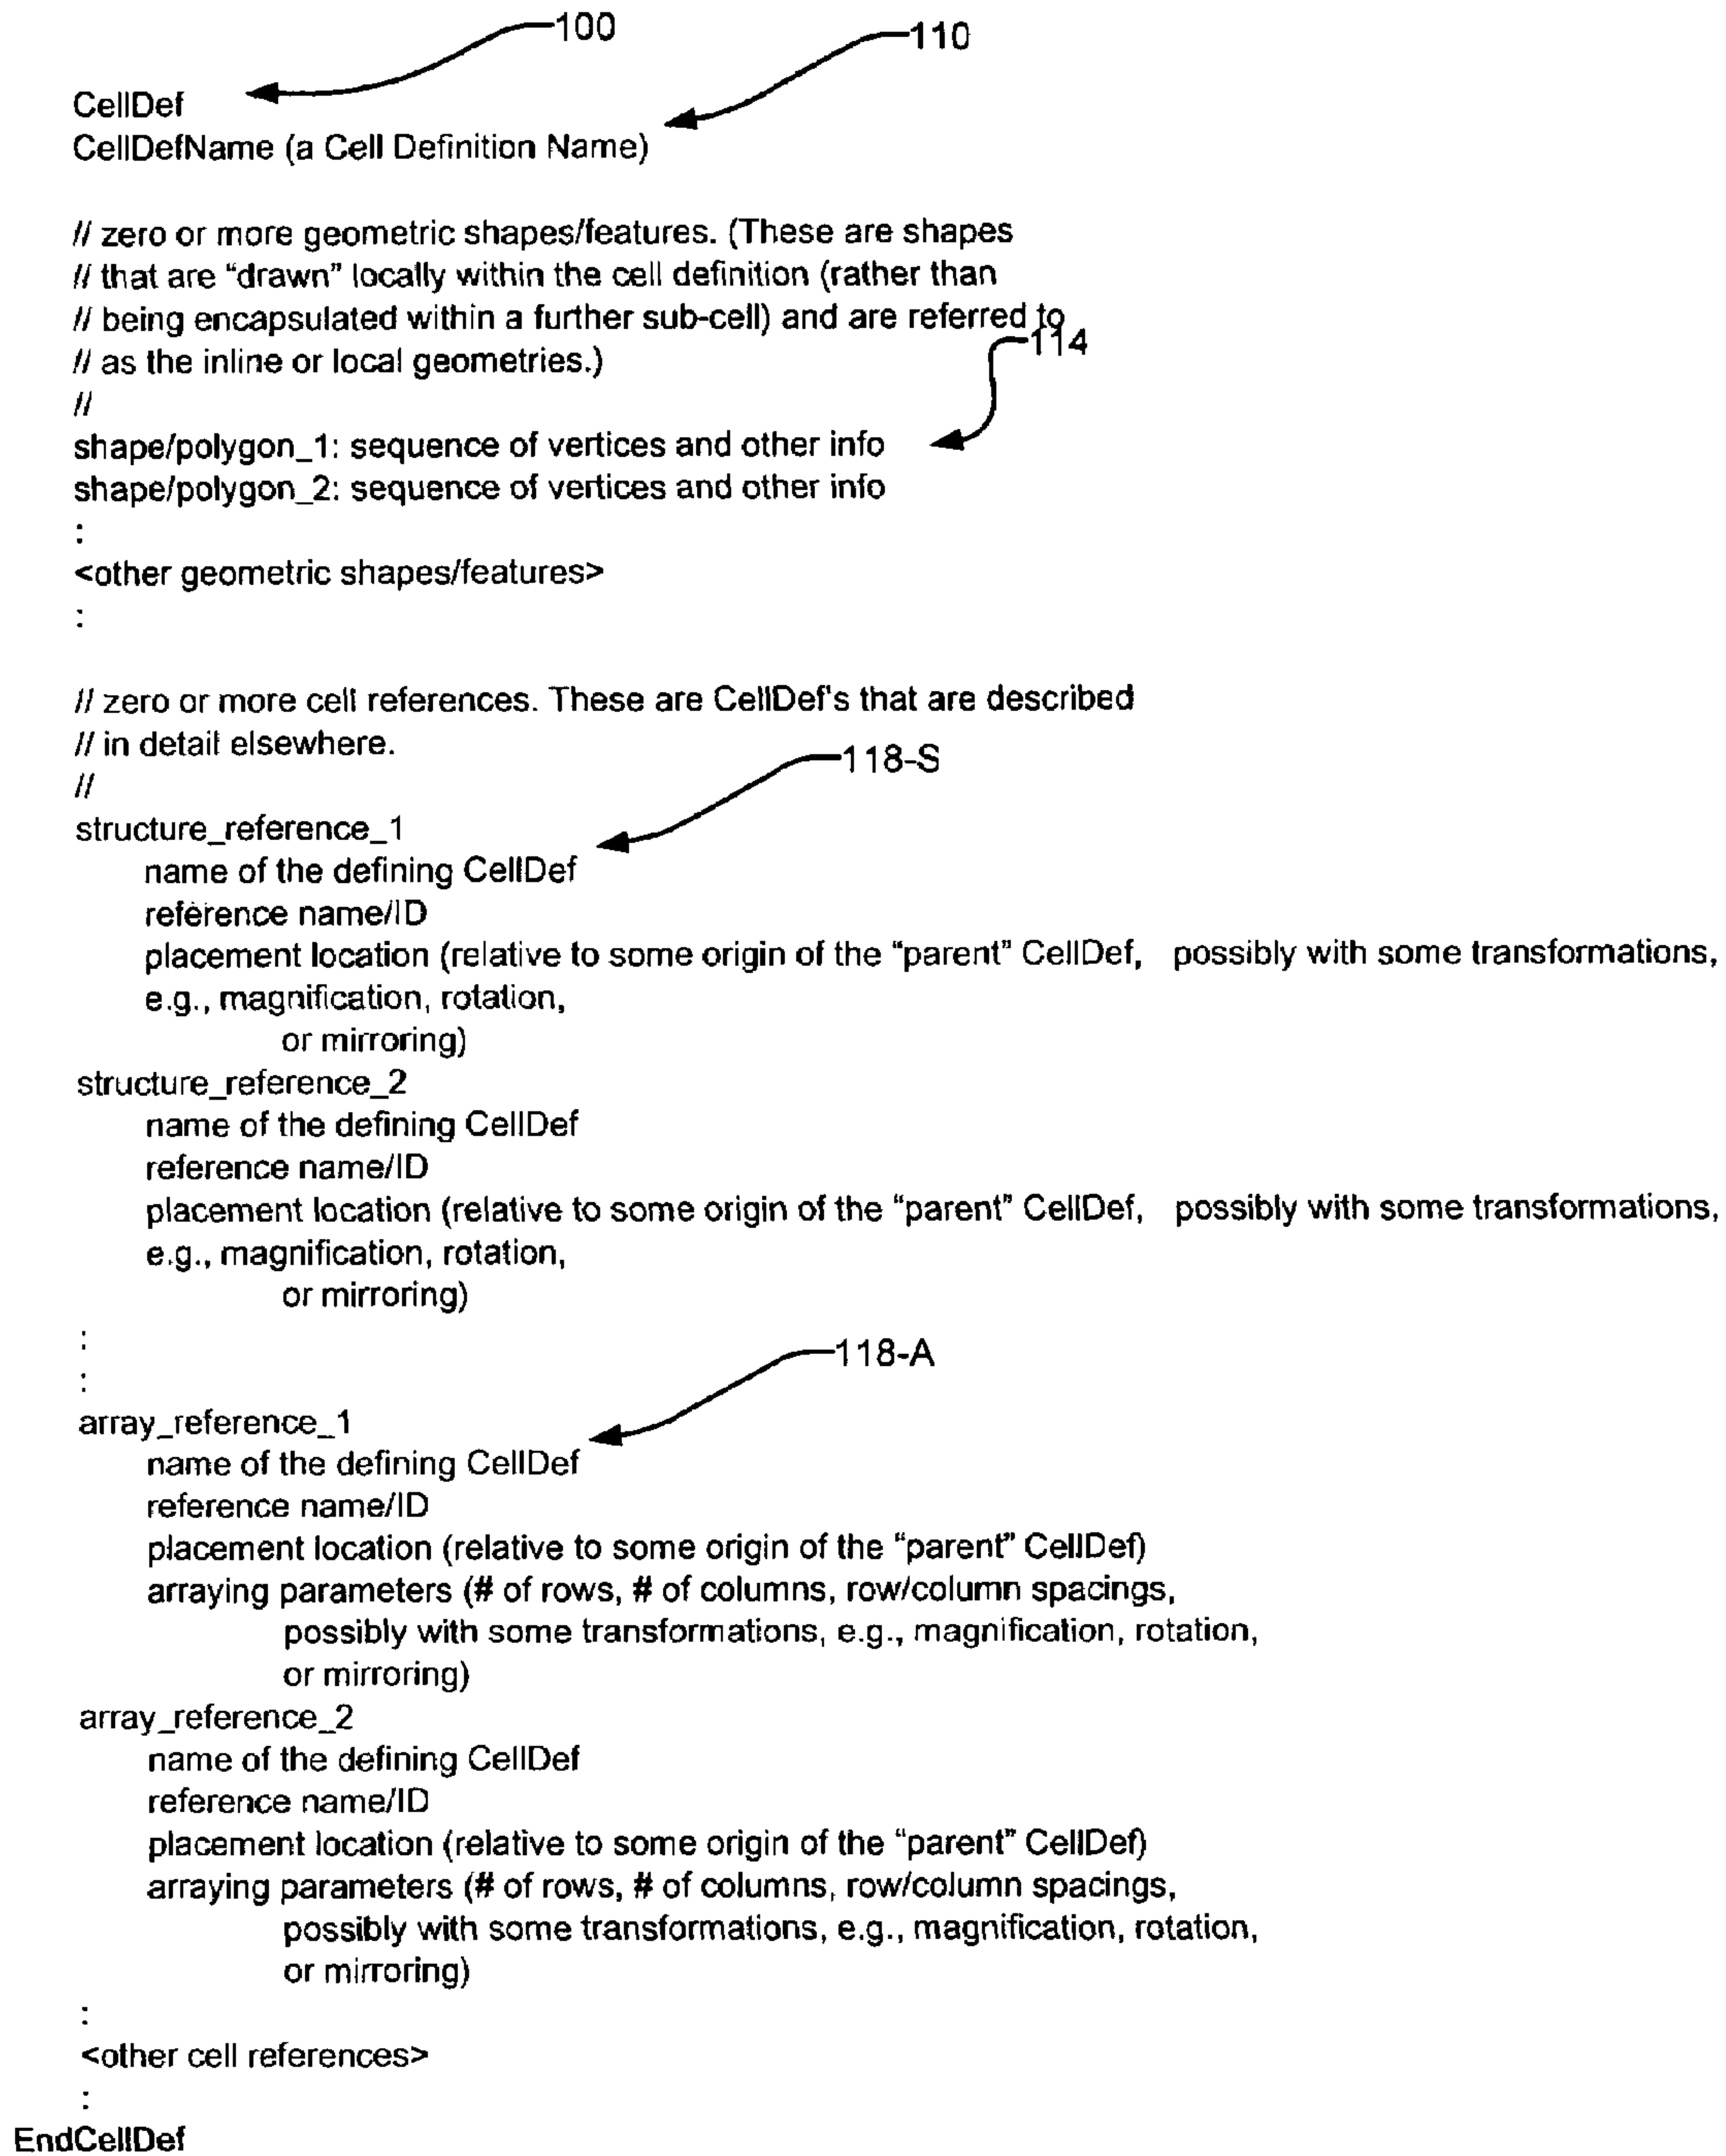 100
110
CellDef
CellDefName (a Cell Definition Name)
// zero or more geometric shapes/features. (These are shapes
// that are “drawn” locally within the cell definition (rather than
// being encapsulated within a further sub-cell) and are referred to
// as the inline or local geometries.)
114
//
shape/polygon_1: sequence of vertices and other info
shape/polygon_2: sequence of vertices and other info
:
<other geometric shapes/features>
:
// zero or more cell references. These are CellDef's that are described
// in detail elsewhere.
118-S
//
structure_reference_1
name of the defining CellDef
reference name/ID
placement location (relative to some origin of the “parent” CellDef, possibly with some transformations,
e.g., magnification, rotation,
or mirroring)
structure_reference_2
name of the defining CellDef
reference name/ID
placement location (relative to some origin of the “parent” CellDef, possibly with some transformations,
e.g., magnification, rotation,
or mirroring)
:
118-A
:
array_reference_1
name of the defining CellDef
reference name/ID
placement location (relative to some origin of the “parent” CellDef)
arraying parameters (# of rows, # of columns, row/column spacings,
possibly with some transformations, e.g., magnification, rotation,
or mirroring)
array_reference_2
name of the defining CellDef
reference name/ID
placement location (relative to some origin of the “parent” CellDef)
arraying parameters (# of rows, # of columns, row/column spacings,
possibly with some transformations, e.g., magnification, rotation,
or mirroring)
:
<other cell references>
:
EndCellDef